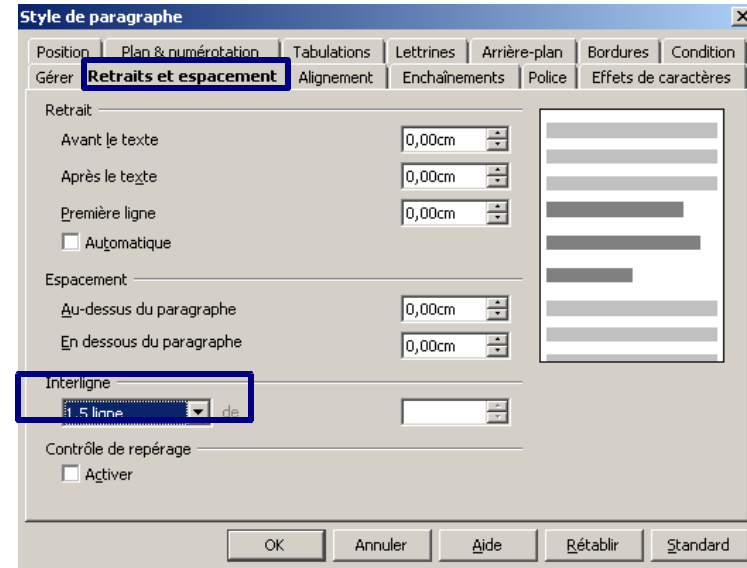 Style de paragraphe
Position Plan & numérotation Tabulations Lettrines Arrière-plan Bordures Condition
Gérer Retraits et espacement Alignement Enchaînements Police Effets de caractères
Retrait
Avant le texte 0,00cm
Après le texte 0,00cm
Première ligne 0,00cm
Automatique
Espacement
Au-dessus du paragraphe 0,00cm
En dessous du paragraphe 0,00cm
Interligne
1,5 ligne de
Contrôle de repérage
Activer
OK Annuler Aide Rétablir Standard